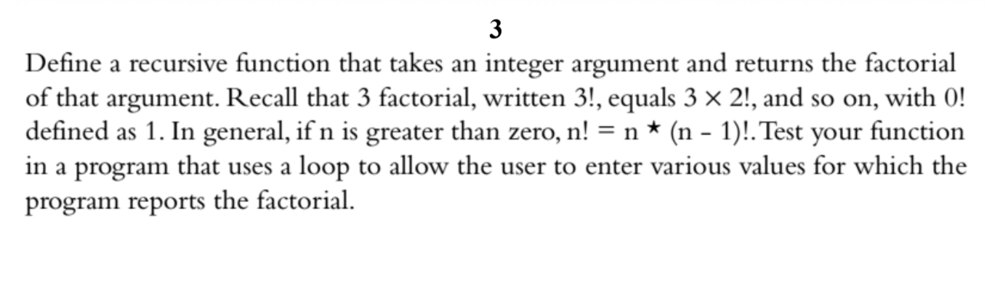 3
Define a recursive function that takes an integer argument and returns the factorial
of that argument. Recall that 3 factorial, written 3!, equals 3 × 2!, and so on, with 0!
defined as 1. In general, if n is greater than zero, n! = n * (n - 1)!. Test your function
in a program that uses a loop to allow the user to enter various values for which the
program reports the factorial.